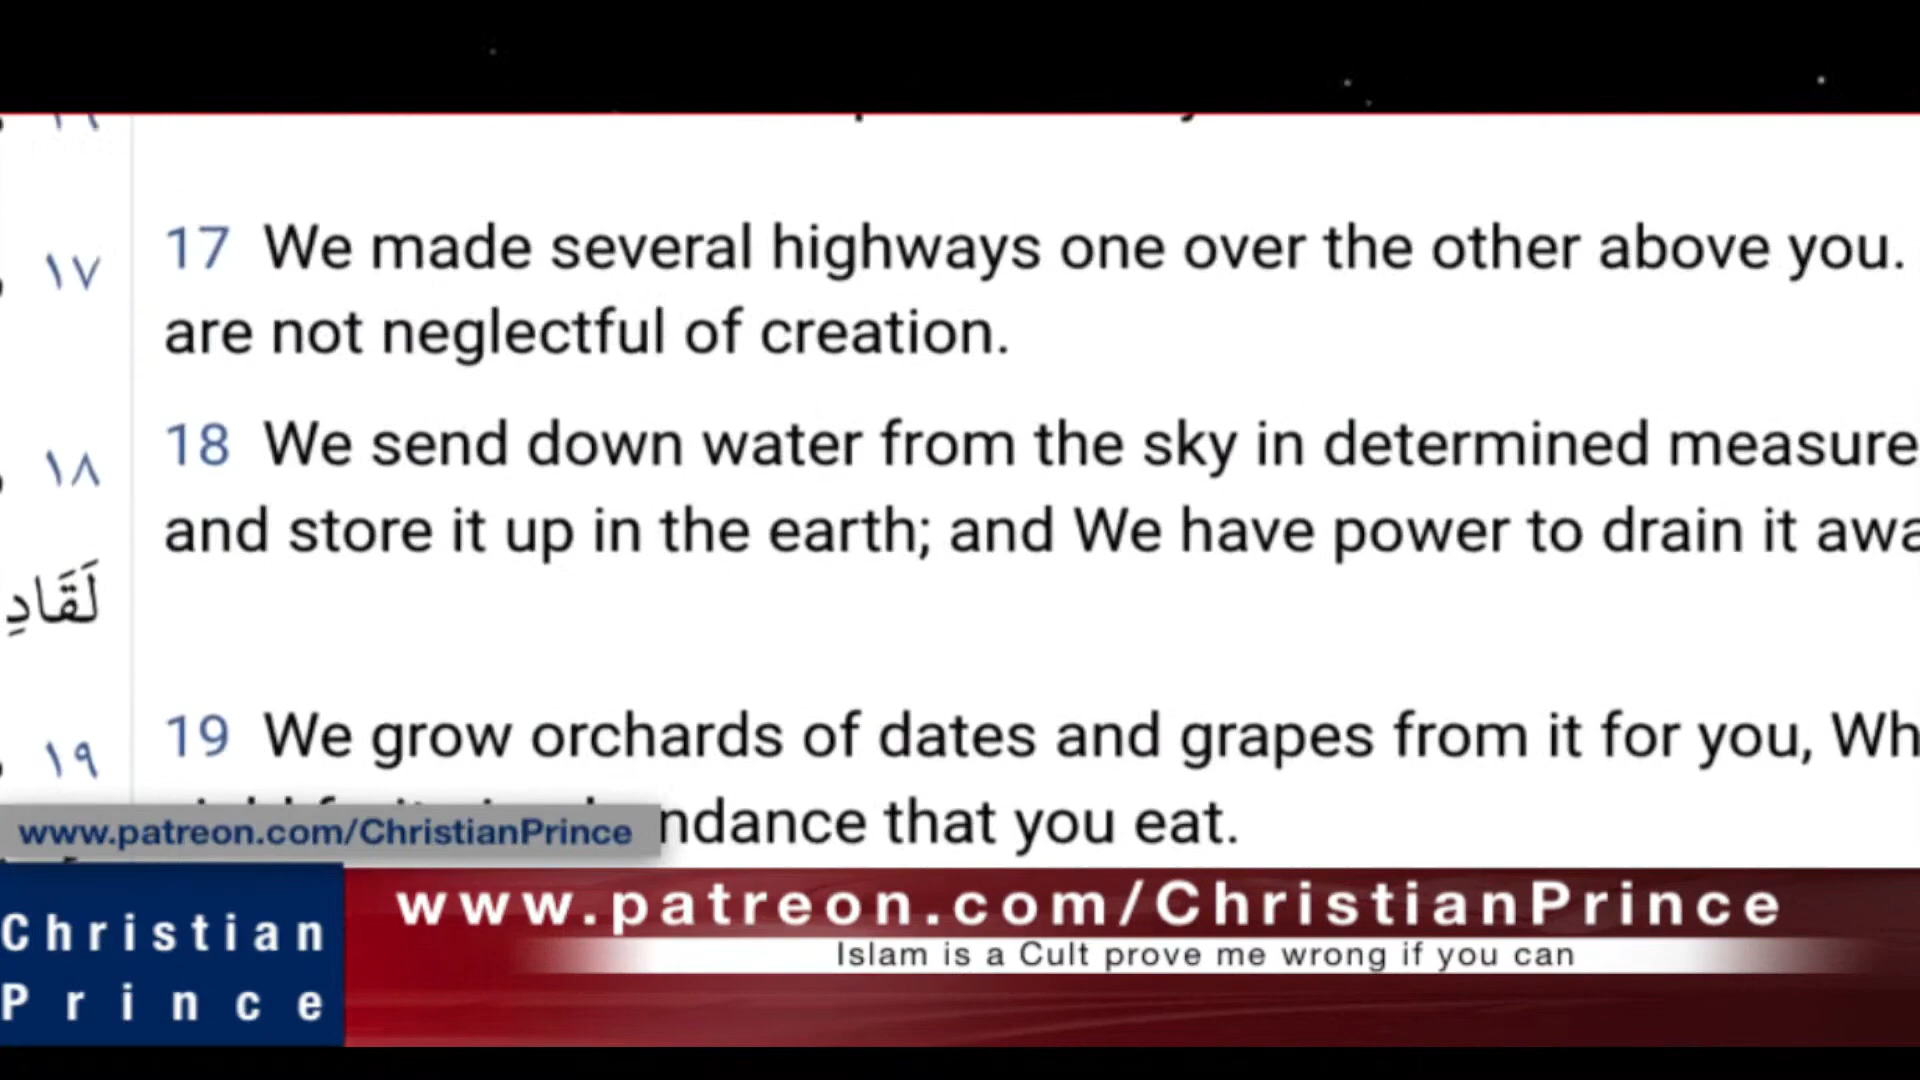 ١٧
17 We made several highways one over the other above you.
are not neglectful of creation.
١٨
18 We send down water from the sky in determined measure
and store it up in the earth; and We have power to drain it
لَقَادِ
١٩
19 We grow orchards of dates and grapes from it for you,
that you eat.
www.patreon.com/ChristianPrince
Christian
Prince
www.patreon.com/ChristianPrince
Islam is a Cult prove me wrong if you can